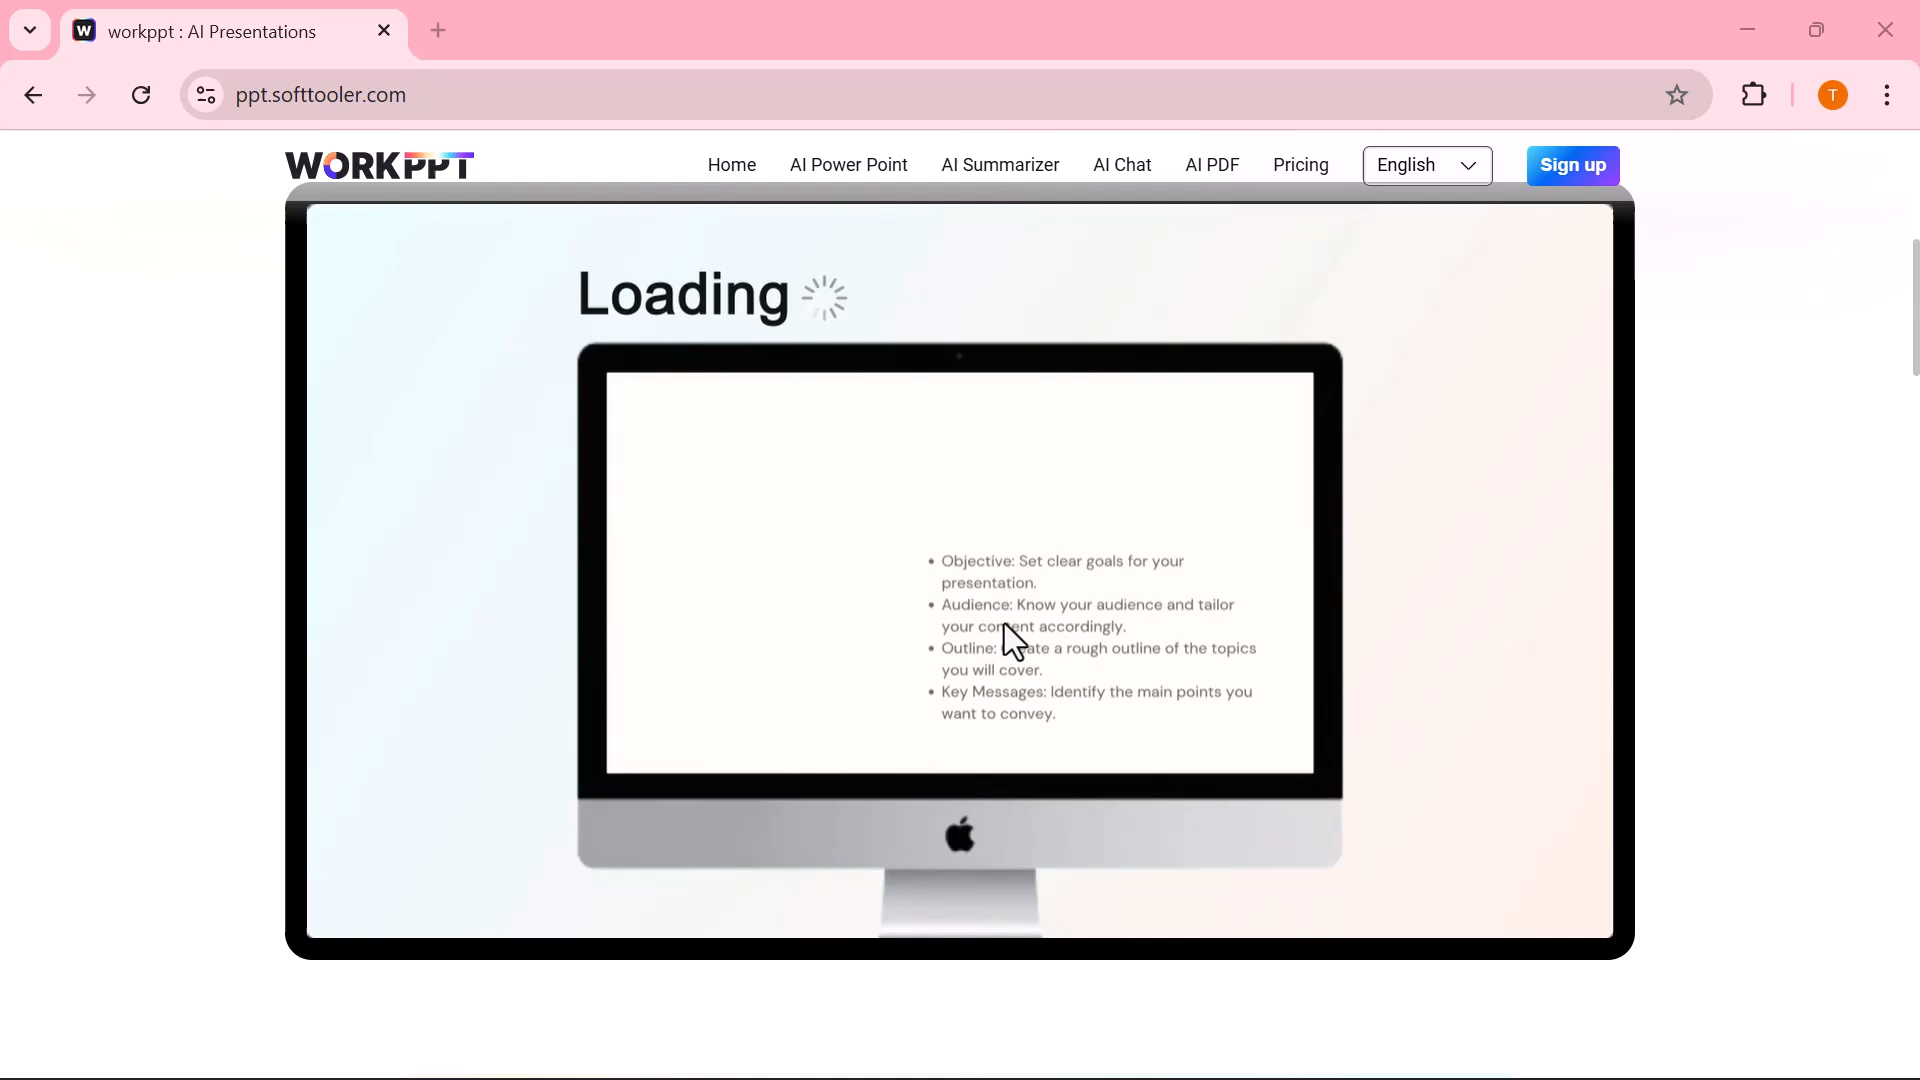 W workppt : AI Presentations
T
ppt.softtooler.com
WORKPPT Home AI Power Point AI Summarizer AI Chat AI PDF Pricing English Sign up
Loading
• Objective: Set clear goals for your
presentation.
• Audience: Know your audience and tailor
your content accordingly.
• Outline: Create a rough outline of the topics
you will cover.
• Key Messages: Identify the main points you
want to convey.